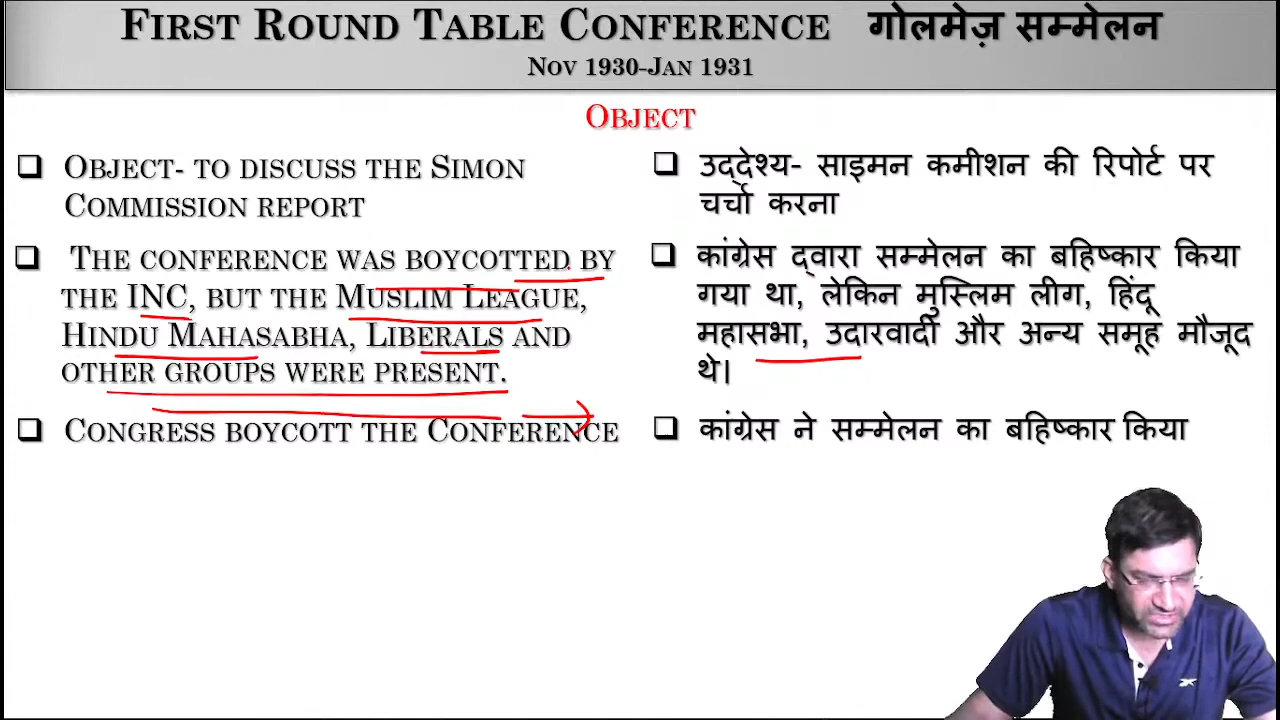 FIRST ROUND TABLE CONFERENCE गोलमेज़ सम्मेलन
NOV 1930-JAN 1931
OBJECT
❑ OBJECT- TO DISCUSS THE SIMON
COMMISSION REPORT
❑ THE CONFERENCE WAS BOYCOTTED BY
THE INC, BUT THE MUSLIM LEAGUE,
HINDU MAHASABHA, LIBERALS AND
OTHER GROUPS WERE PRESENT.
❑ CONGRESS BOYCOTT THE CONFERENCE
❑ उद्देश्य- साइमन कमीशन की रिपोर्ट पर
चर्चा करना
❑ कांग्रेस द्वारा सम्मेलन का बहिष्कार किया
गया था, लेकिन मुस्लिम लीग, हिंदू
महासभा, उदारवादी और अन्य समूह मौजूद
थे।
❑ कांग्रेस ने सम्मेलन का बहिष्कार किया